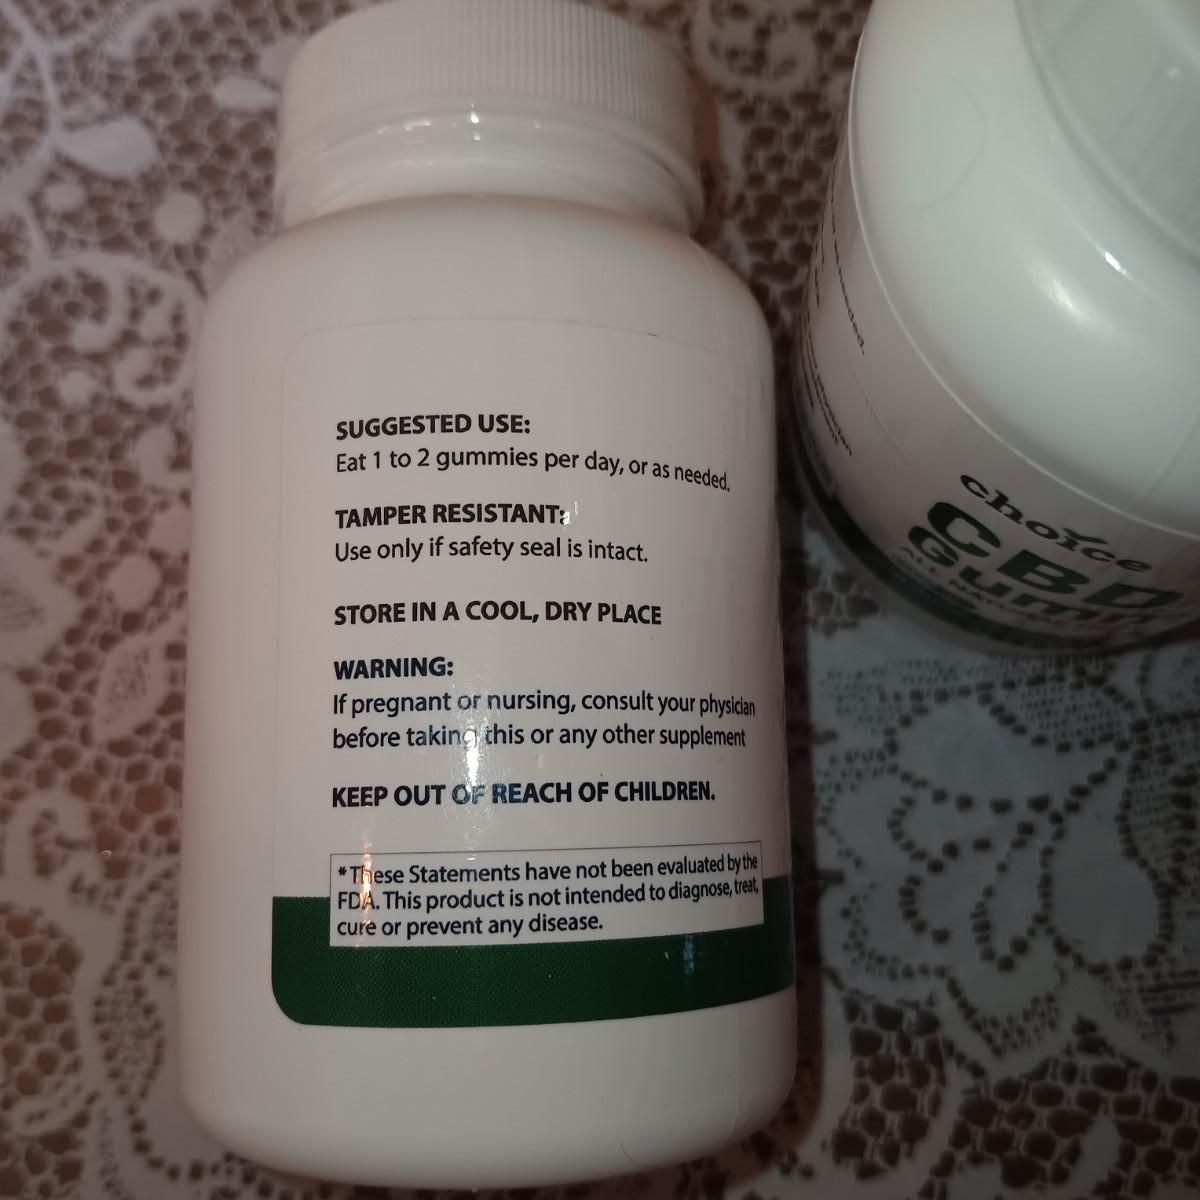 SUGGESTED USE:
Eat 1 to 2 gummies per day, or as needed.
TAMPER RESISTANT:
Use only if safety seal is intact.
STORE IN A COOL, DRY PLACE
WARNING:
If pregnant or nursing, consult your physician
before taking this or any other supplement
KEEP OUT OF REACH OF CHILDREN.
*These Statements have not been evaluated by the
FDA. This product is not intended to diagnose, treat,
cure or prevent any disease.
choice
CBD
ALL